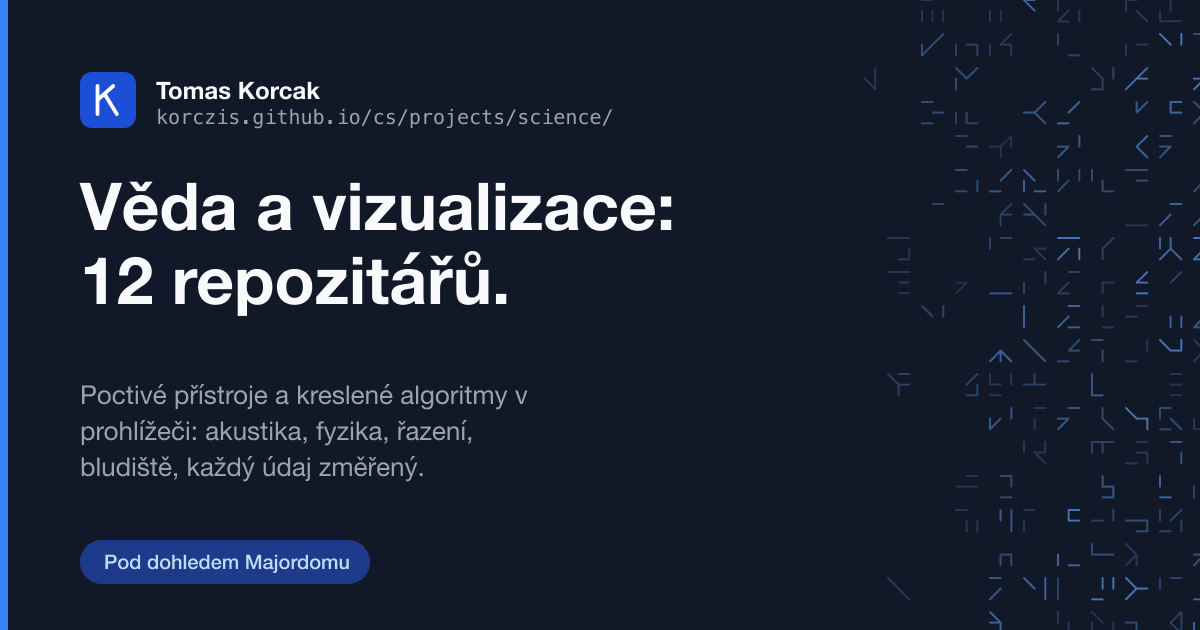 K
Tomas Korcak
korczis.github.io/cs/projects/science/
Věda a vizualizace:
12 repozitářů.
Poctivé přístroje a kreslené algoritmy v
prohlížeči: akustika, fyzika, řazení,
bludiště, každý údaj změřený.
Pod dohledem Majordomu